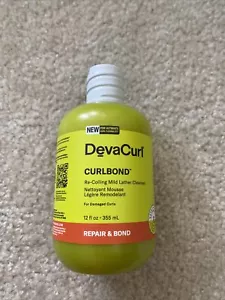 NEW
DevaCurl
CURLBOND™
Re-Coiling Mild Lather Cleanser
Nettoyant Mousse
Légère Remodelant
For Damaged Curls
12 fl oz • 355 mL
REPAIR & BOND